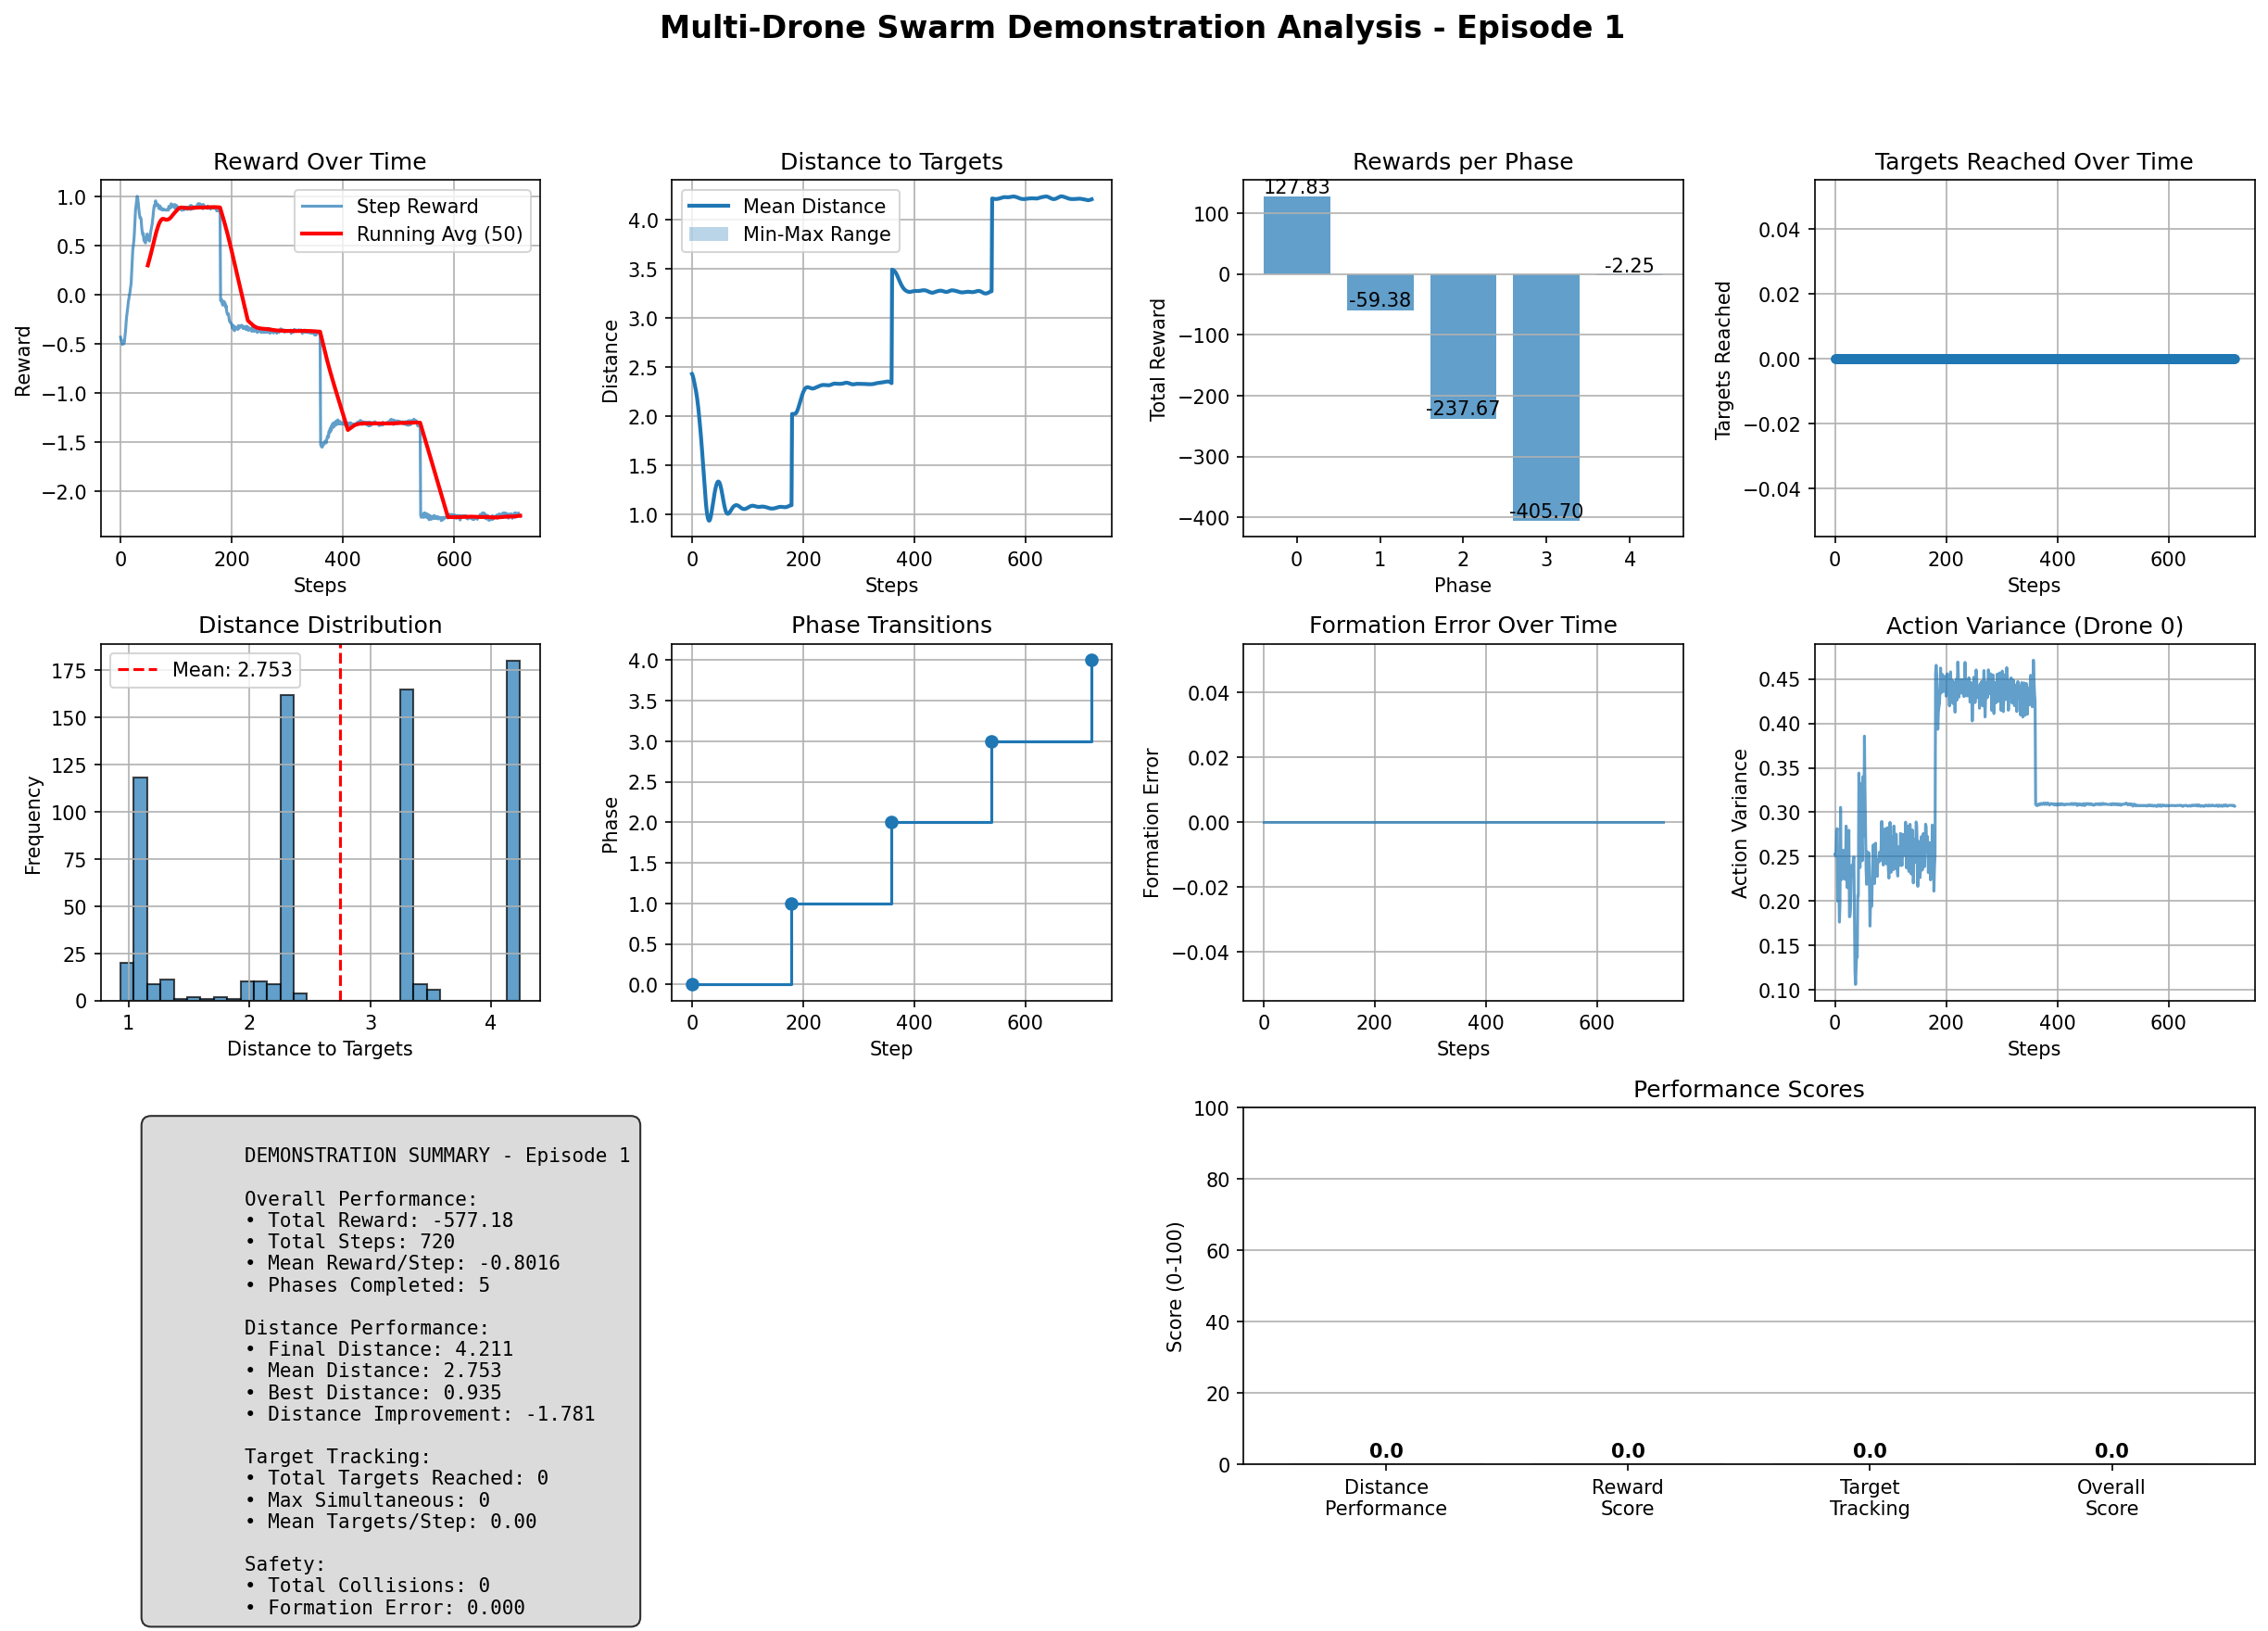 Multi-Drone Swarm Demonstration Analysis - Episode 1
Reward Over Time
1.0
0.5
0.0
−0.5
−1.0
−1.5
−2.0
Reward
Step Reward
Running Avg (50)
0 200 400 600
Steps
Distance to Targets
4.0
3.5
3.0
2.5
2.0
1.5
1.0
Distance
Mean Distance
Min-Max Range
0 200 400 600
Steps
Rewards per Phase
100
0
−100
−200
−300
−400
Total Reward
127.83
-59.38
-237.67
-405.70
-2.25
0 1 2 3 4
Phase
Targets Reached Over Time
0.04
0.02
0.00
−0.02
−0.04
Targets Reached
0 200 400 600
Steps
Distance Distribution
175
150
125
100
75
50
25
0
Frequency
Mean: 2.753
1 2 3 4
Distance to Targets
Phase Transitions
4.0
3.5
3.0
2.5
2.0
1.5
1.0
0.5
0.0
Phase
0 200 400 600
Step
Formation Error Over Time
0.04
0.02
0.00
−0.02
−0.04
Formation Error
0 200 400 600
Steps
Action Variance (Drone 0)
0.45
0.40
0.35
0.30
0.25
0.20
0.15
0.10
Action Variance
0 200 400 600
Steps
DEMONSTRATION SUMMARY - Episode 1
Overall Performance:
• Total Reward: -577.18
• Total Steps: 720
• Mean Reward/Step: -0.8016
• Phases Completed: 5
Distance Performance:
• Final Distance: 4.211
• Mean Distance: 2.753
• Best Distance: 0.935
• Distance Improvement: -1.781
Target Tracking:
• Total Targets Reached: 0
• Max Simultaneous: 0
• Mean Targets/Step: 0.00
Safety:
• Total Collisions: 0
• Formation Error: 0.000
Performance Scores
100
80
60
40
20
0
Score (0-100)
0.0 0.0 0.0 0.0
Distance
Performance
Reward
Score
Target
Tracking
Overall
Score